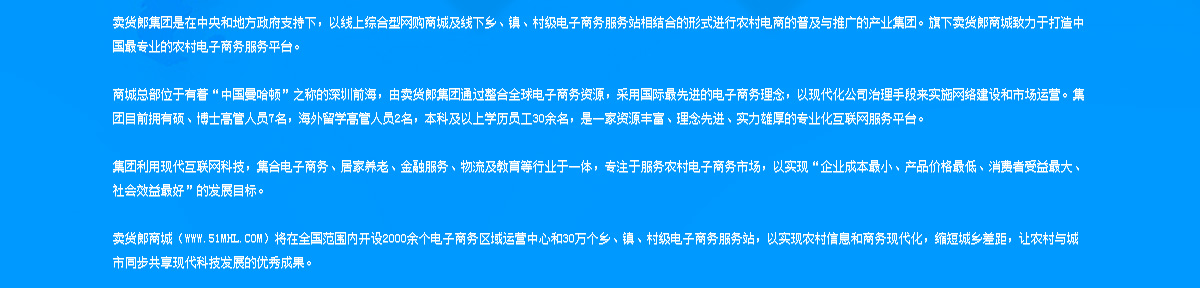 卖货郎集团是在中央和地方政府支持下，以线上综合型网购商城及线下乡、镇、村级电子商务服务站相结合的形式进行农村电商的普及与推广的产业集团。旗下卖货郎商城致力于打造中
国最专业的农村电子商务服务平台。
商城总部位于有着“中国曼哈顿”之称的深圳前海，由卖货郎集团通过整合全球电子商务资源，采用国际最先进的电子商务理念，以现代化公司治理手段来实施网络建设和市场运营。集
团目前拥有硕、博士高管人员7名，海外留学高管人员2名，本科及以上学历员工30余名，是一家资源丰富、理念先进、实力雄厚的专业化互联网服务平台。
集团利用现代互联网科技，集合电子商务、居家养老、金融服务、物流及教育等行业于一体，专注于服务农村电子商务市场，以实现“企业成本最小、产品价格最低、消费者受益最大、
社会效益最好”的发展目标。
卖货郎商城（WWW.51MHL.COM）将在全国范围内开设2000余个电子商务区域运营中心和30万个乡、镇、村级电子商务服务站，以实现农村信息和商务现代化，缩短城乡差距，让农村与城
市同步共享现代科技发展的优秀成果。